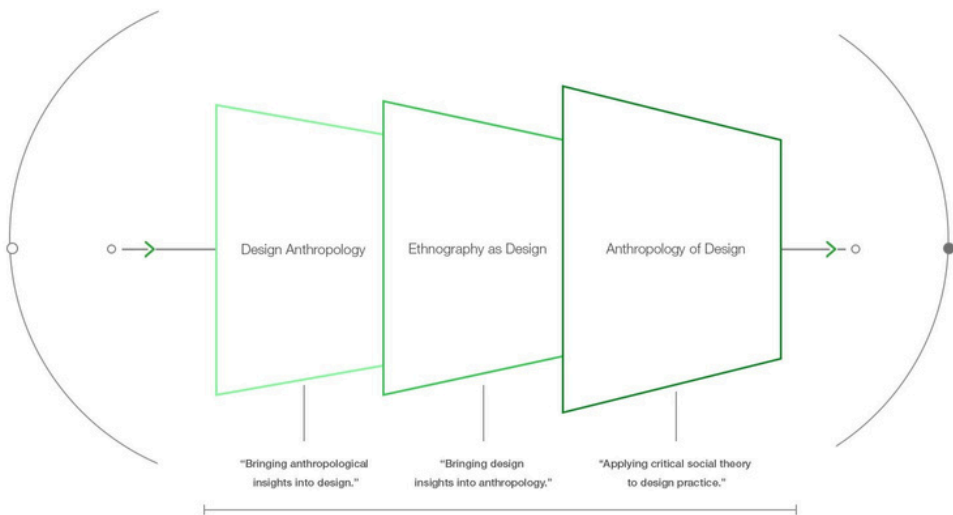 Design Anthropology
Ethnography as Design
Anthropology of Design
“Bringing anthropological
insights into design.”
“Bringing design
insights into anthropology.”
“Applying critical social theory
to design practice.”